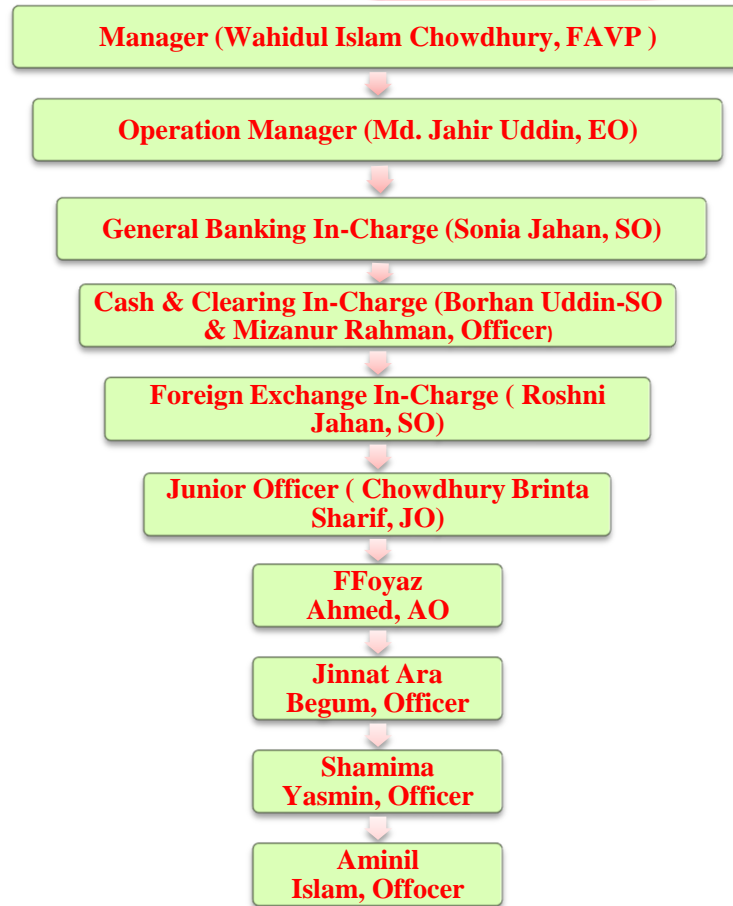 Manager (Wahidul Islam Chowdhury, FAVP )
Operation Manager (Md. Jahir Uddin, EO)
General Banking In-Charge (Sonia Jahan, SO)
Cash & Clearing In-Charge (Borhan Uddin-SO
& Mizanur Rahman, Officer)
Foreign Exchange In-Charge ( Roshni
Jahan, SO)
Junior Officer ( Chowdhury Brinta
Sharif, JO)
FFoyaz
Ahmed, AO
Jinnat Ara
Begum, Officer
Shamima
Yasmin, Officer
Aminil
Islam, Offocer